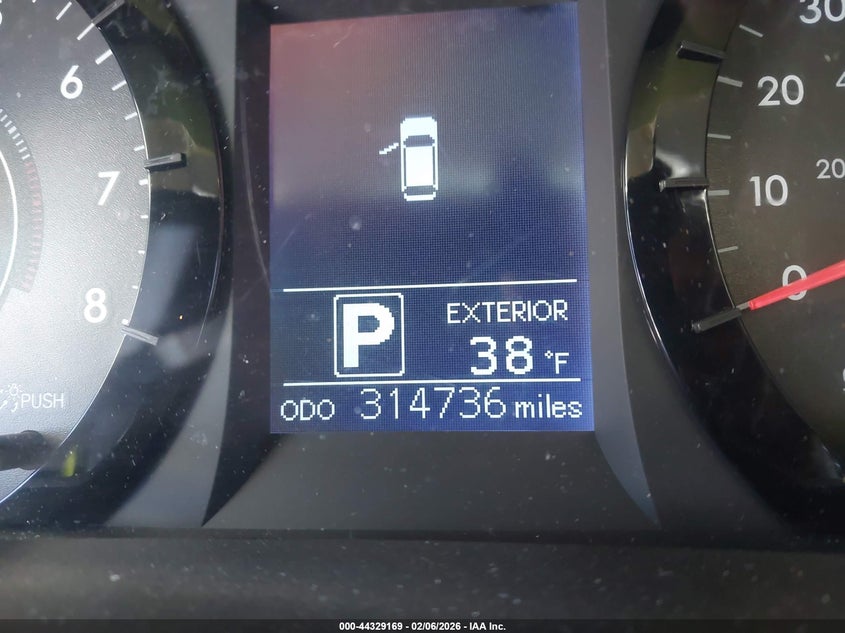 6
7
8
PUSH
P
EXTERIOR
38 °F
ODO 314736 miles
30
20
10
0
20
000-44329169 - 02/06/2026 - IAA Inc.